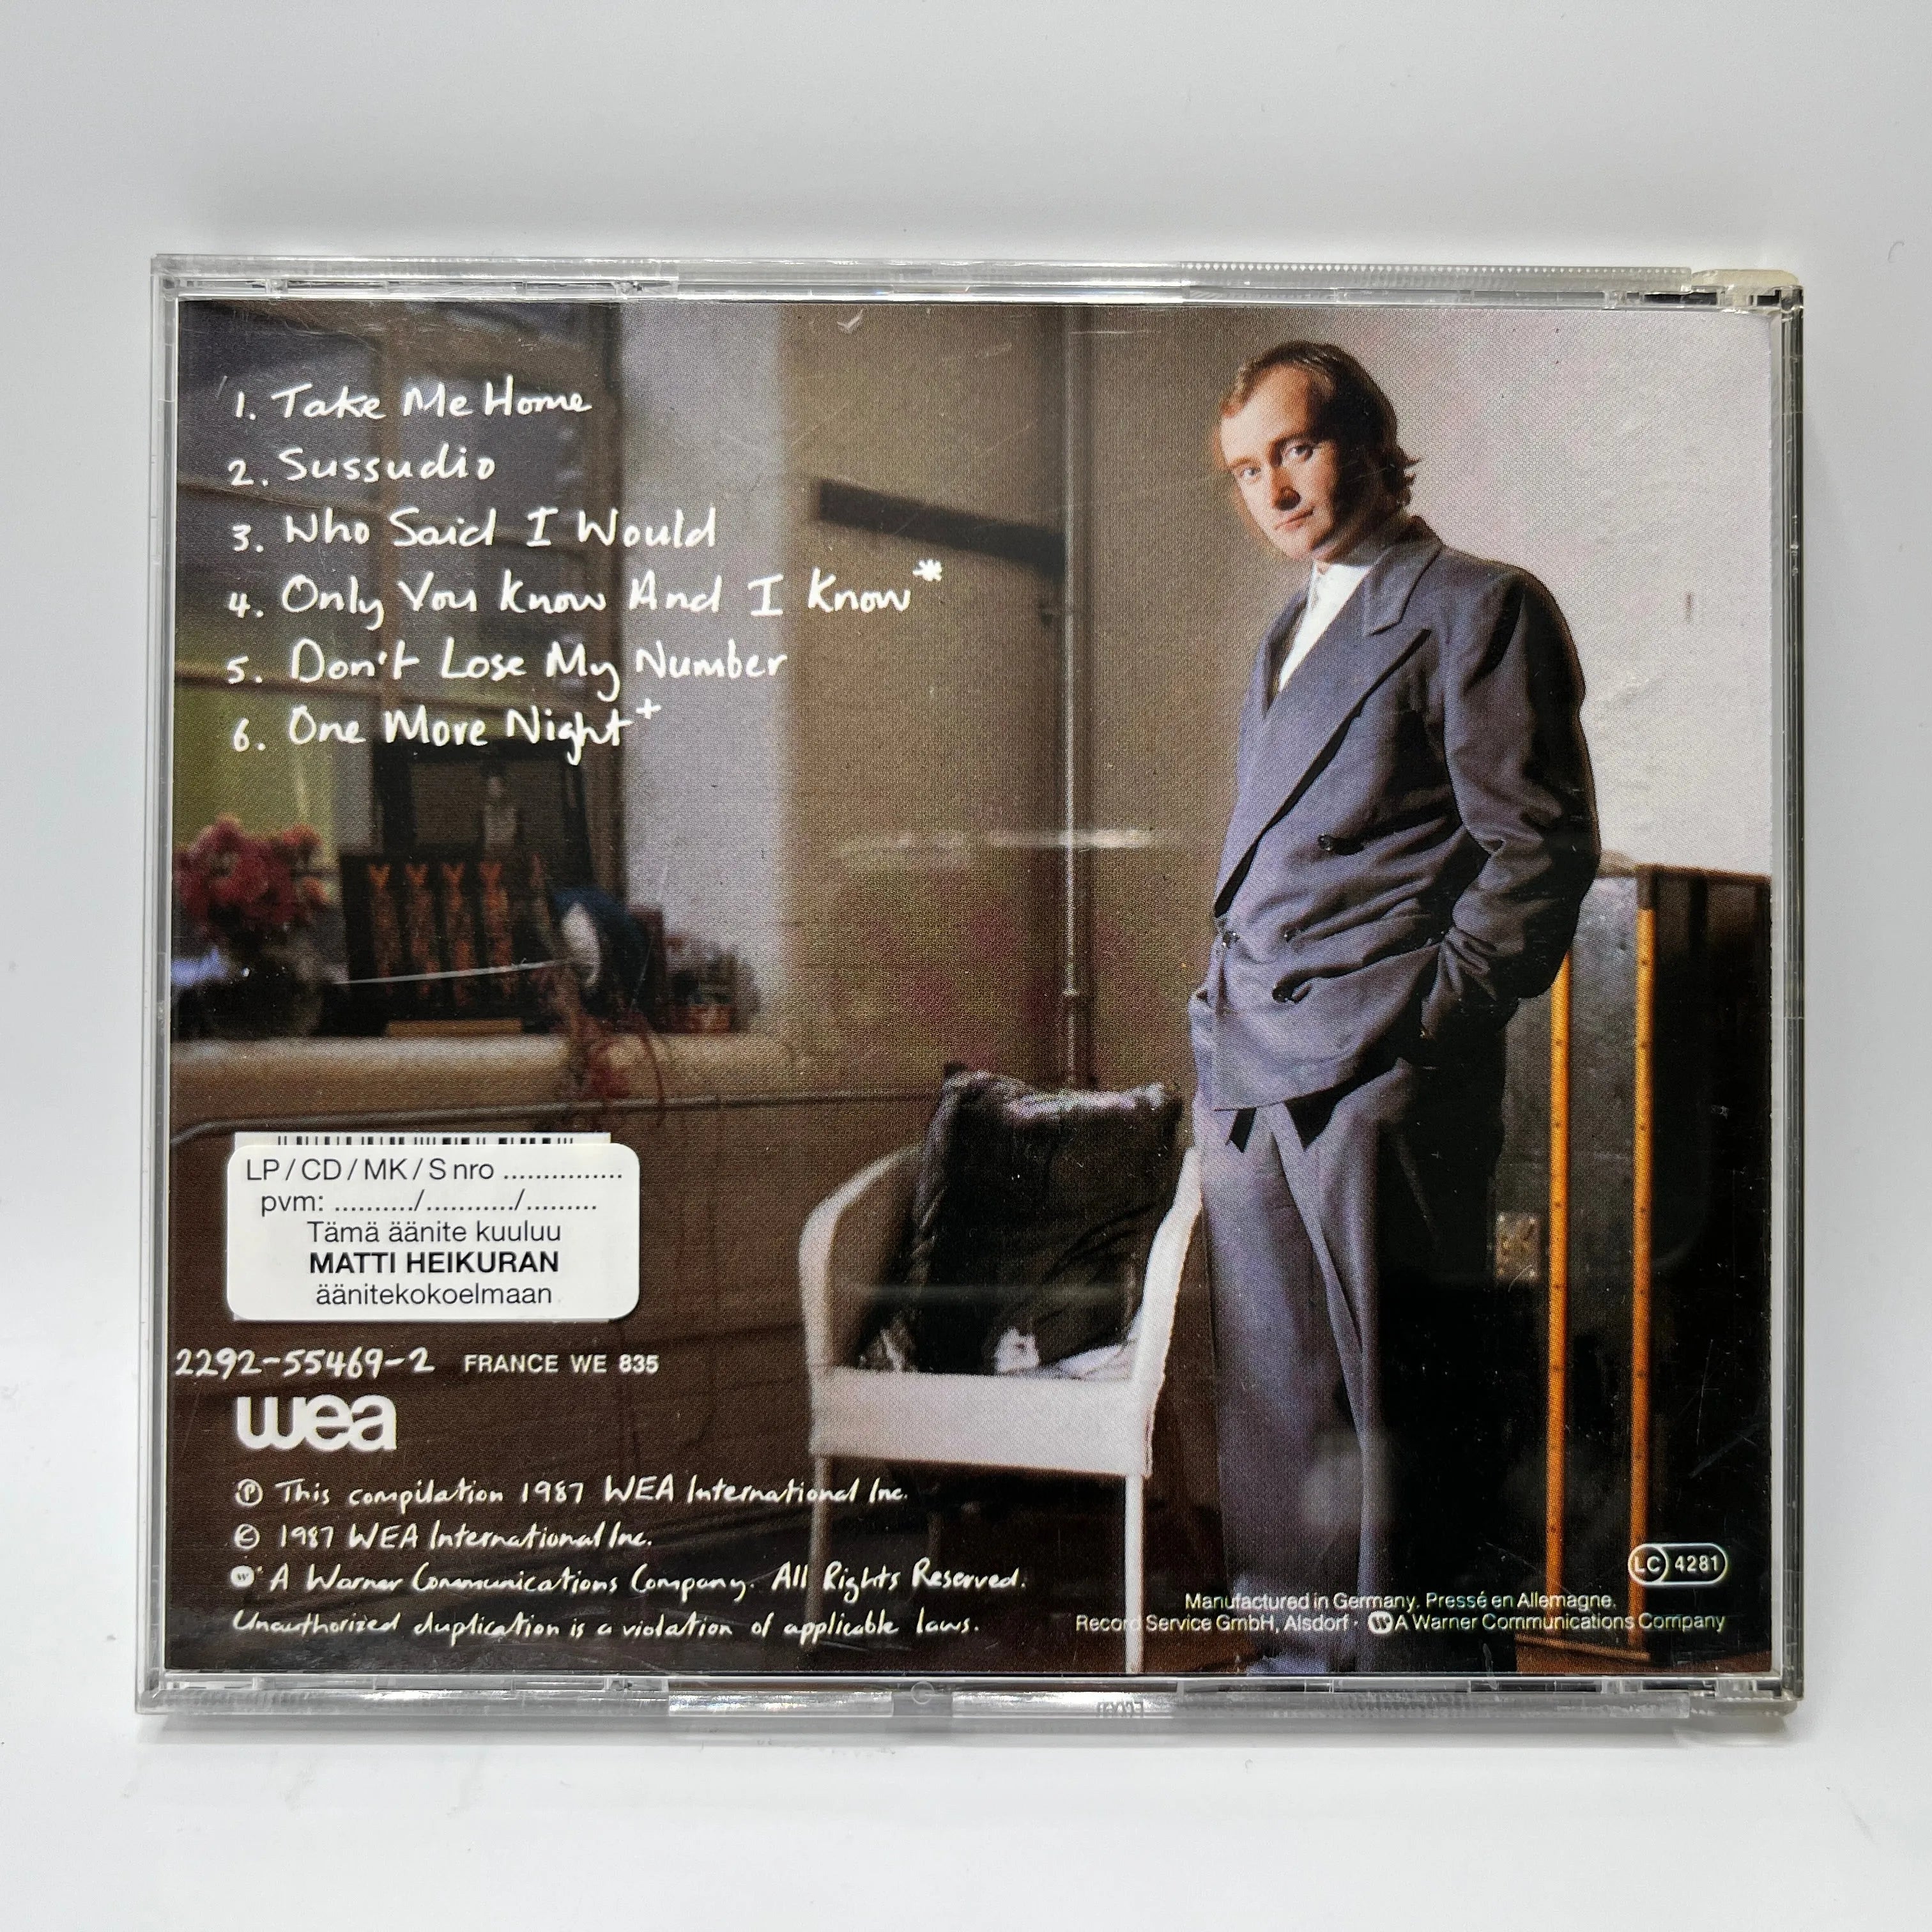 1. Take Me Home
2. Sussudio
3. Who Said I Would
4. Only You Know And I Know*
5. Don't Lose My Number
6. One More Night+
LP / CD / MK / S nro ...............
pvm: ........../.........../.........
Tämä äänite kuuluu
MATTI HEIKURAN
äänitekokoelmaan
2292-55469-2 FRANCE WE 835
wea
℗ This compilation 1987 WEA International Inc.
© 1987 WEA International Inc.
A Warner Communications Company. All Rights Reserved.
Unauthorized duplication is a violation of applicable laws.
LC 4281
Manufactured in Germany. Pressé en Allemagne.
Record Service GmbH, Alsdorf · A Warner Communications Company